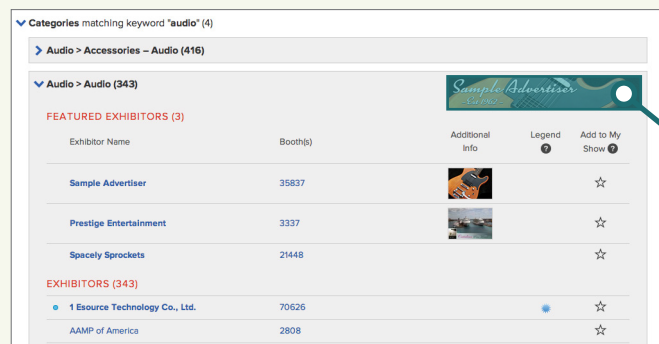 Categories matching keyword "audio" (4)
Audio > Accessories – Audio (416)
Audio > Audio (343)
Sample Advertiser
FEATURED EXHIBITORS (3)
Exhibitor Name Booth(s) Additional Info Legend ? Add to My Show ?
Sample Advertiser 35837
Prestige Entertainment 3337
Spacely Sprockets 21448
EXHIBITORS (343)
1 Esource Technology Co., Ltd. 70626
AAMP of America 2808